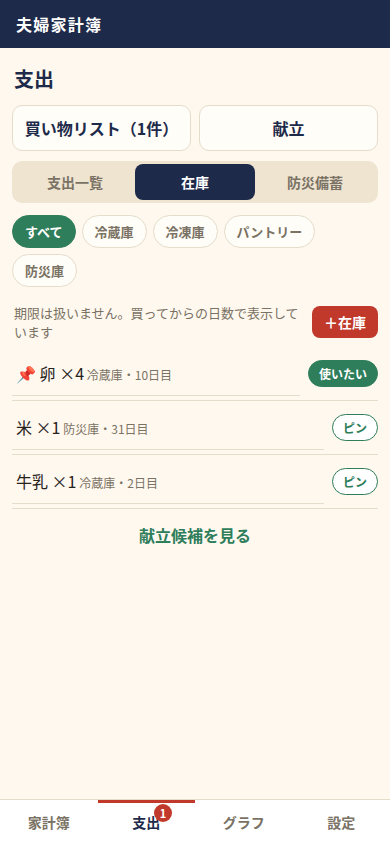 夫婦家計簿
支出
買い物リスト（1件） 献立
支出一覧 在庫 防災備蓄
すべて 冷蔵庫 冷凍庫 パントリー
防災庫
期限は扱いません。買ってからの日数で表示して
います
＋在庫
📌 卵 ×4 冷蔵庫・10日目 使いたい
米 ×1 防災庫・31日目 ピン
牛乳 ×1 冷蔵庫・2日目 ピン
献立候補を見る
家計簿 支出 1 グラフ 設定